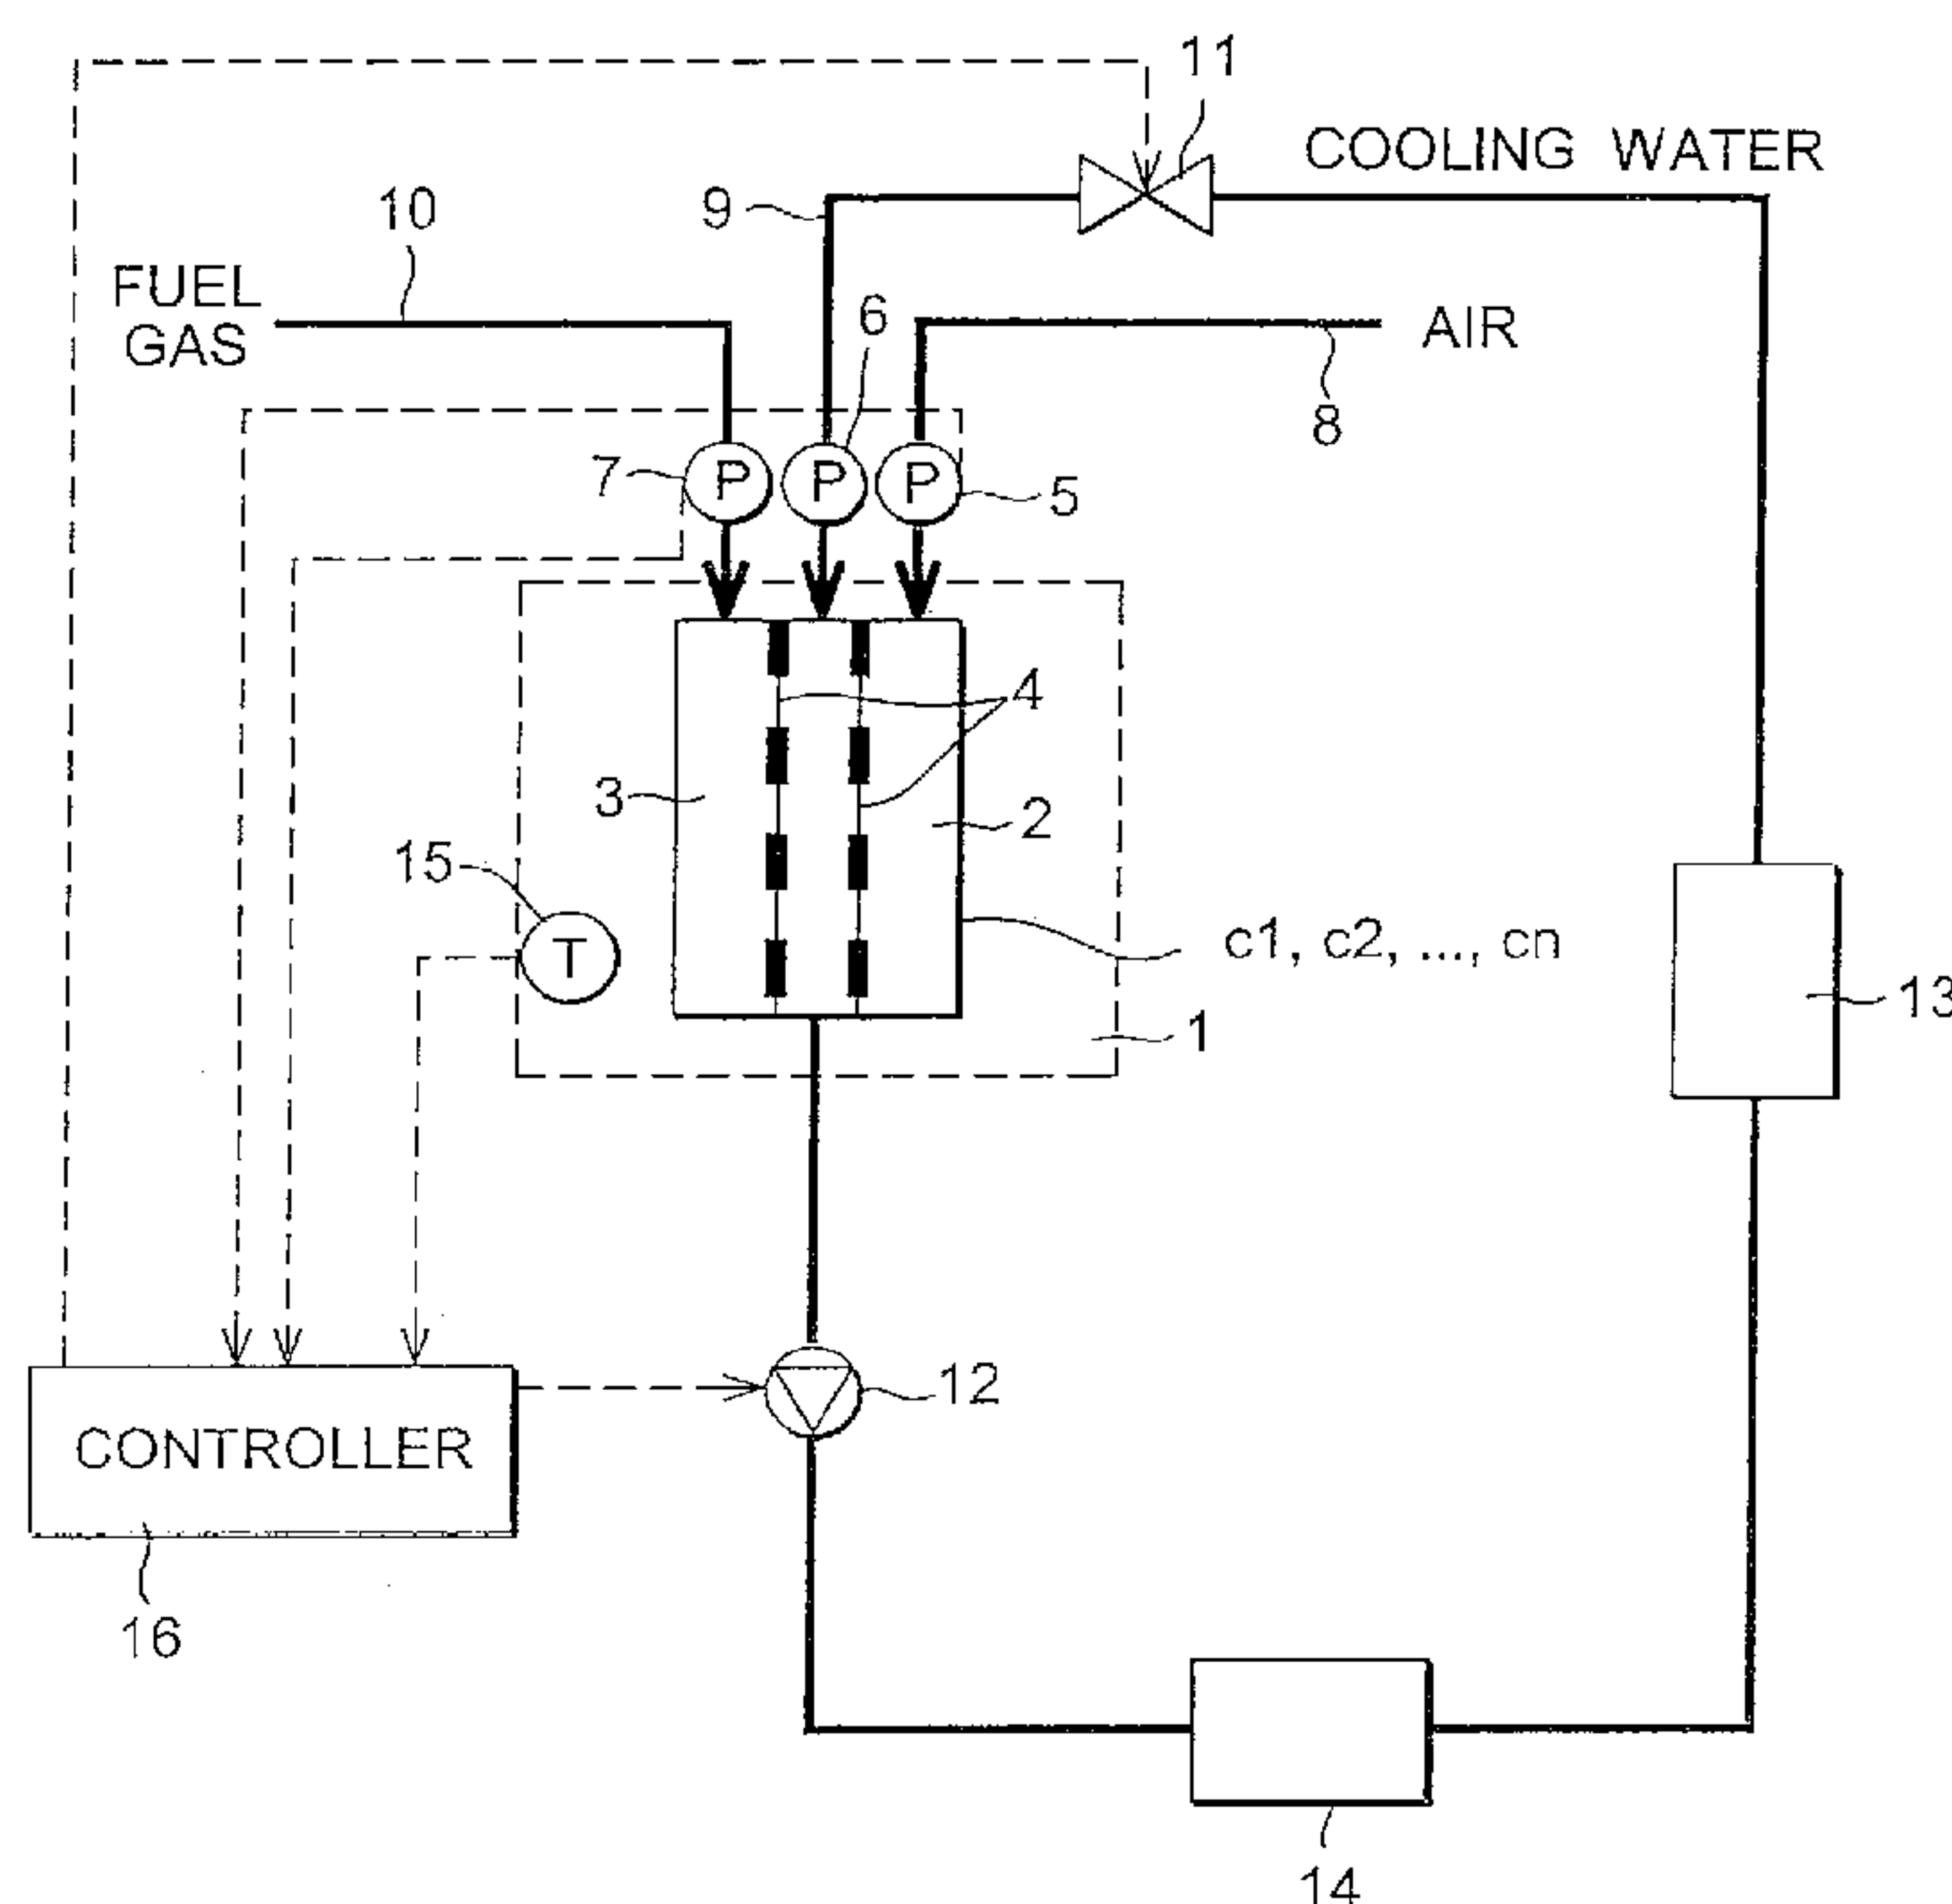 11
COOLING WATER
10
9
FUEL
GAS
6
AIR
8
7
P
P
P
5
4
3
2
15
T
c1, c2, ..., cn
13
1
12
CONTROLLER
16
14